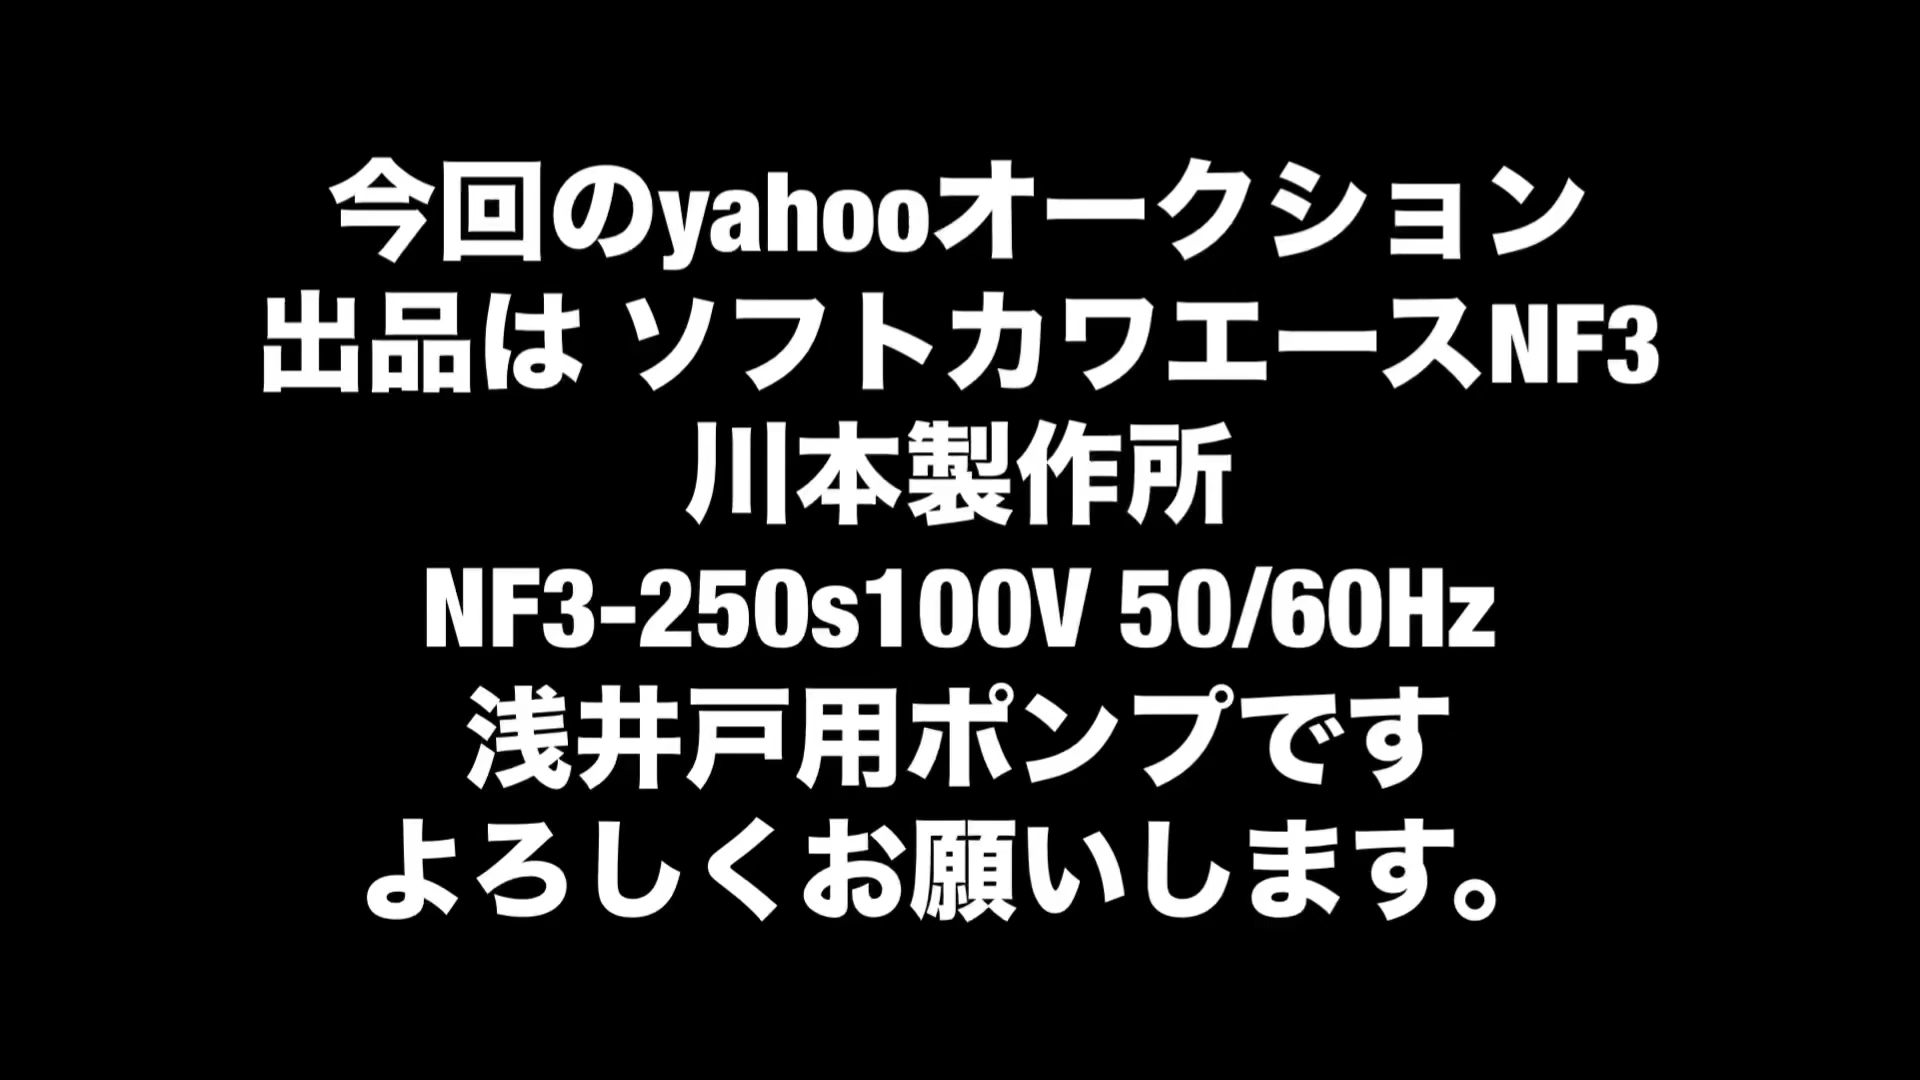 今回のyahooオークション
出品は ソフトカワエースNF3
川本製作所
NF3-250s100V 50/60Hz
浅井戸用ポンプです
よろしくお願いします。